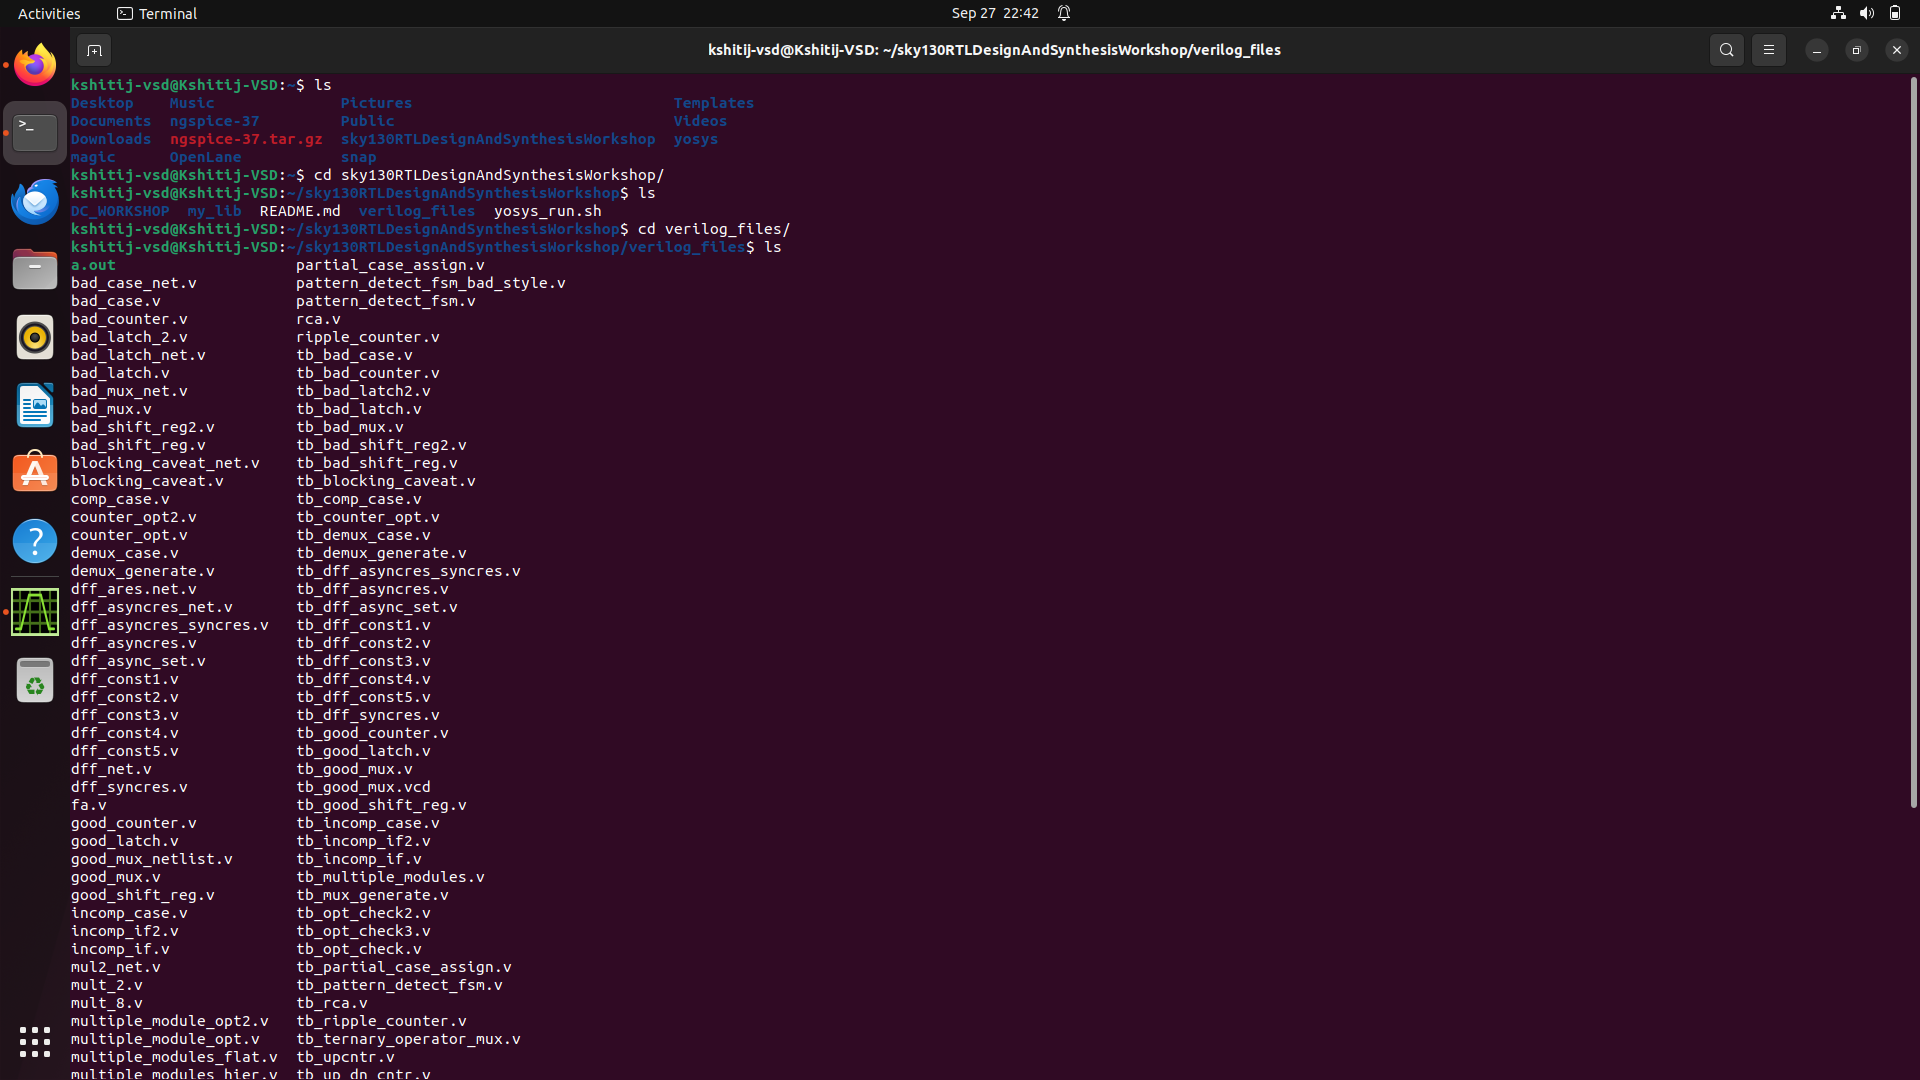 Activities Terminal Sep 27 22:42
kshitij-vsd@Kshitij-VSD: ~/sky130RTLDesignAndSynthesisWorkshop/verilog_files
kshitij-vsd@Kshitij-VSD:~$ ls
Desktop Music Pictures Templates
Documents ngspice-37 Public Videos
Downloads ngspice-37.tar.gz sky130RTLDesignAndSynthesisWorkshop yosys
magic OpenLane snap
kshitij-vsd@Kshitij-VSD:~$ cd sky130RTLDesignAndSynthesisWorkshop/
kshitij-vsd@Kshitij-VSD:~/sky130RTLDesignAndSynthesisWorkshop$ ls
DC_WORKSHOP my_lib README.md verilog_files yosys_run.sh
kshitij-vsd@Kshitij-VSD:~/sky130RTLDesignAndSynthesisWorkshop$ cd verilog_files/
kshitij-vsd@Kshitij-VSD:~/sky130RTLDesignAndSynthesisWorkshop/verilog_files$ ls
a.out partial_case_assign.v
bad_case_net.v pattern_detect_fsm_bad_style.v
bad_case.v pattern_detect_fsm.v
bad_counter.v rca.v
bad_latch_2.v ripple_counter.v
bad_latch_net.v tb_bad_case.v
bad_latch.v tb_bad_counter.v
bad_mux_net.v tb_bad_latch2.v
bad_mux.v tb_bad_latch.v
bad_shift_reg2.v tb_bad_mux.v
bad_shift_reg.v tb_bad_shift_reg2.v
blocking_caveat_net.v tb_bad_shift_reg.v
blocking_caveat.v tb_blocking_caveat.v
comp_case.v tb_comp_case.v
counter_opt2.v tb_counter_opt.v
counter_opt.v tb_demux_case.v
demux_case.v tb_demux_generate.v
demux_generate.v tb_dff_asyncres_syncres.v
dff_ares.net.v tb_dff_asyncres.v
dff_asyncres_net.v tb_dff_async_set.v
dff_asyncres_syncres.v tb_dff_const1.v
dff_asyncres.v tb_dff_const2.v
dff_async_set.v tb_dff_const3.v
dff_const1.v tb_dff_const4.v
dff_const2.v tb_dff_const5.v
dff_const3.v tb_dff_syncres.v
dff_const4.v tb_good_counter.v
dff_const5.v tb_good_latch.v
dff_net.v tb_good_mux.v
dff_syncres.v tb_good_mux.vcd
fa.v tb_good_shift_reg.v
good_counter.v tb_incomp_case.v
good_latch.v tb_incomp_if2.v
good_mux_netlist.v tb_incomp_if.v
good_mux.v tb_multiple_modules.v
good_shift_reg.v tb_mux_generate.v
incomp_case.v tb_opt_check2.v
incomp_if2.v tb_opt_check3.v
incomp_if.v tb_opt_check.v
mul2_net.v tb_partial_case_assign.v
mult_2.v tb_pattern_detect_fsm.v
mult_8.v tb_rca.v
multiple_module_opt2.v tb_ripple_counter.v
multiple_module_opt.v tb_ternary_operator_mux.v
multiple_modules_flat.v tb_upcntr.v
multiple_modules_hier.v tb_up_dn_cntr.v